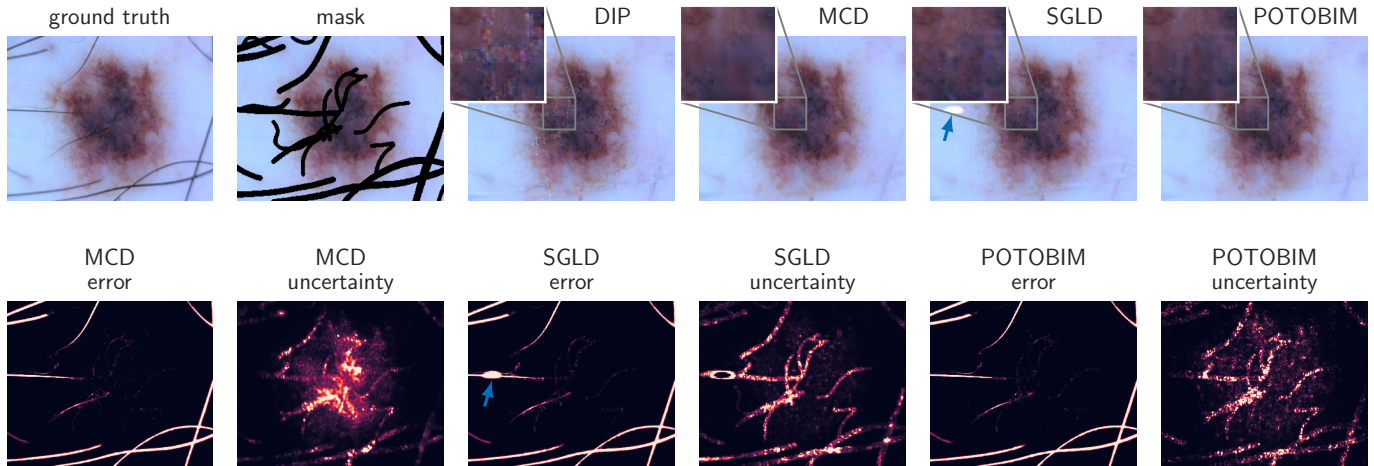 ground truth
mask
DIP
MCD
SGLD
POTOBIM
MCD
error
MCD
uncertainty
SGLD
error
SGLD
uncertainty
POTOBIM
error
POTOBIM
uncertainty